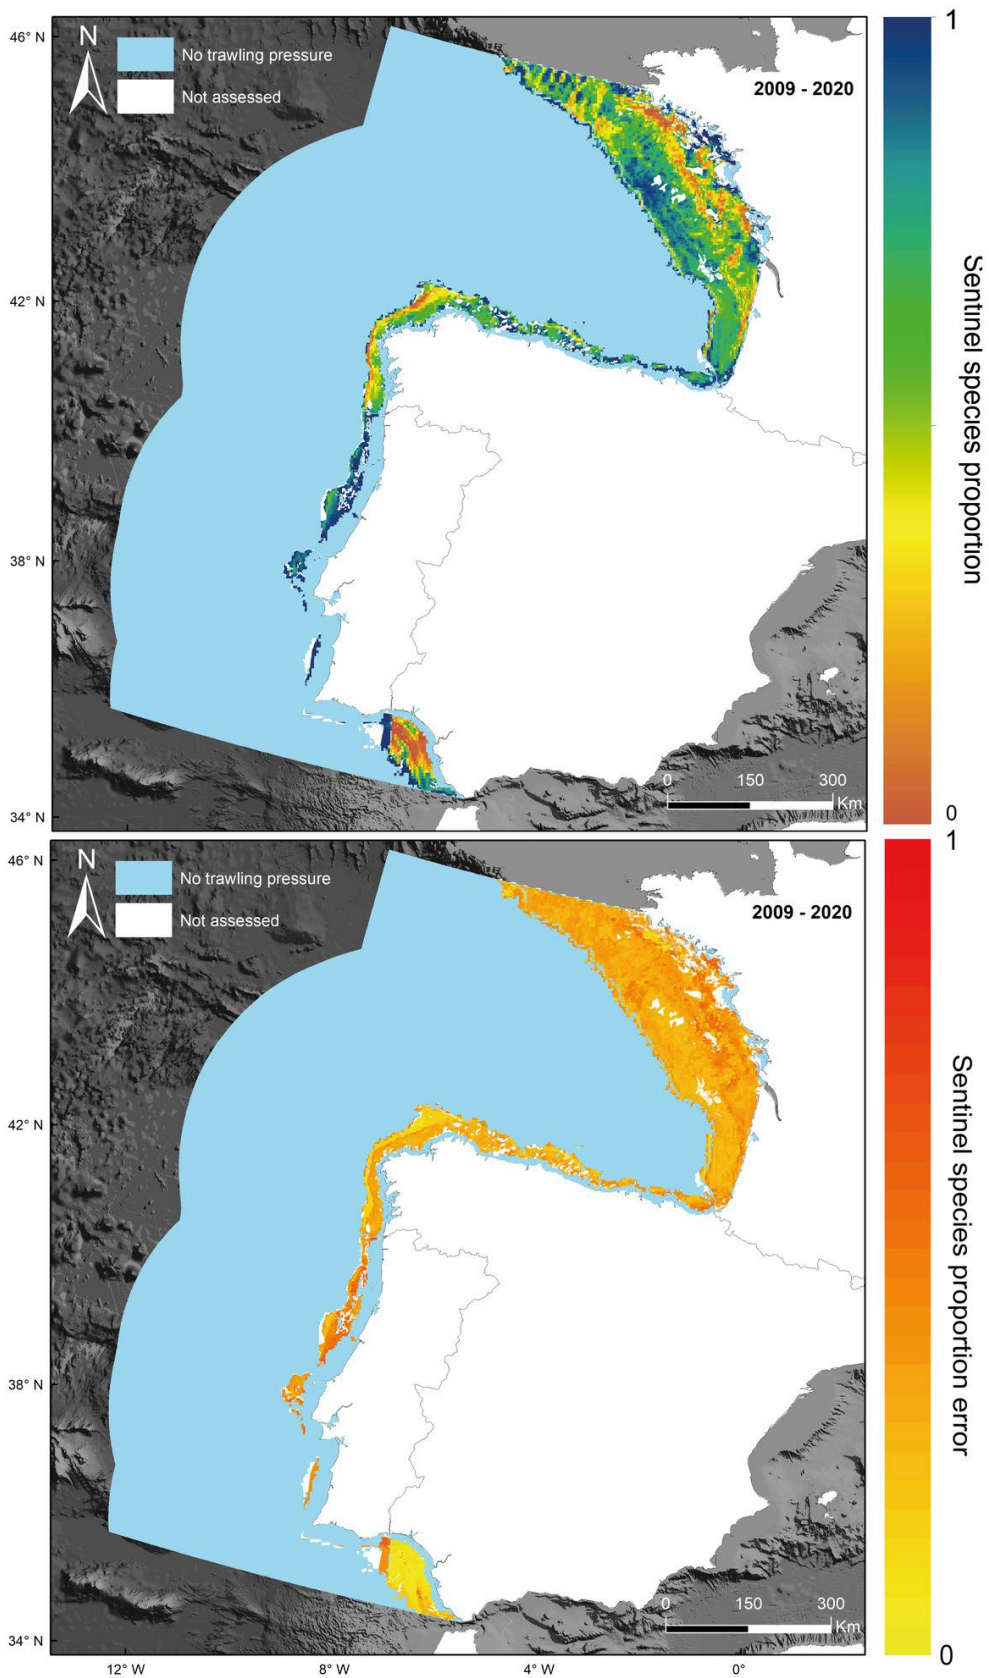 46° N
N
No trawling pressure
Not assessed
2009 - 2020
42° N
38° N
34° N
0 150 300
Km
1
Sentinel species proportion
0
46° N
N
No trawling pressure
Not assessed
2009 - 2020
42° N
38° N
34° N
0 150 300
Km
1
Sentinel species proportion error
0
12° W 8° W 4° W 0°